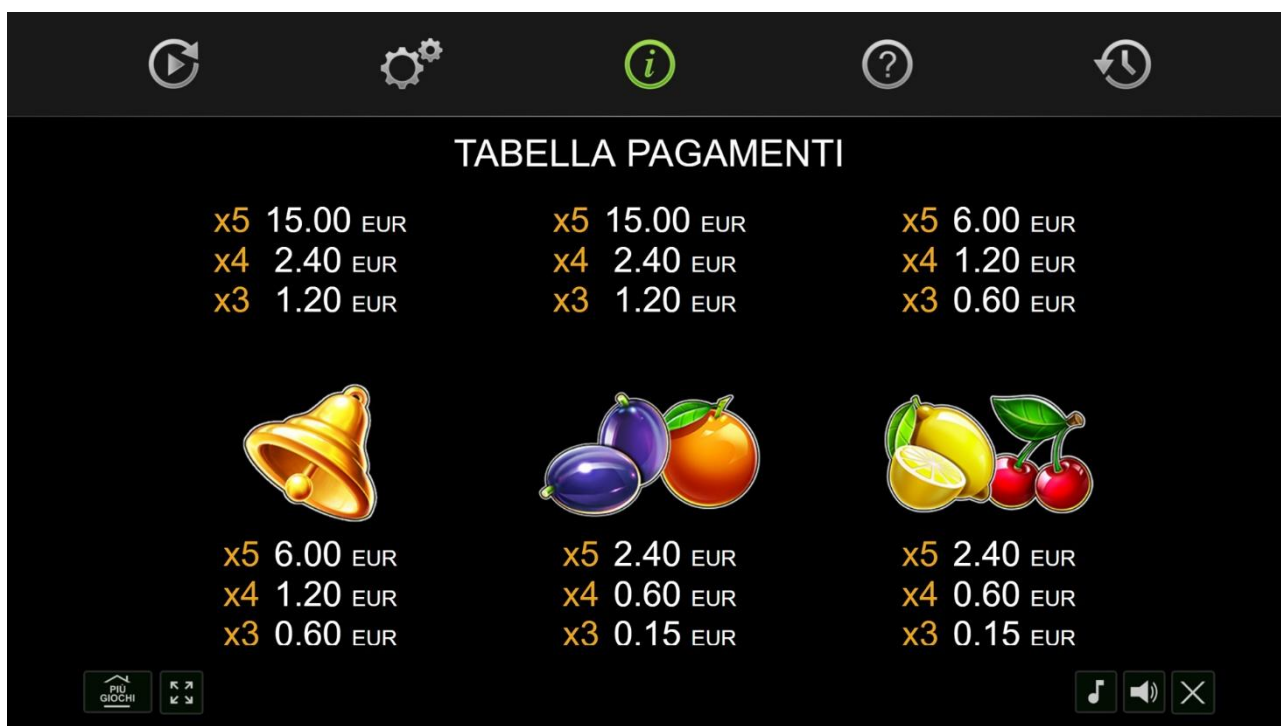 TABELLA PAGAMENTI
x5 15.00 EUR
x4 2.40 EUR
x3 1.20 EUR
x5 15.00 EUR
x4 2.40 EUR
x3 1.20 EUR
x5 6.00 EUR
x4 1.20 EUR
x3 0.60 EUR
x5 6.00 EUR
x4 1.20 EUR
x3 0.60 EUR
x5 2.40 EUR
x4 0.60 EUR
x3 0.15 EUR
x5 2.40 EUR
x4 0.60 EUR
x3 0.15 EUR
PIÙ
GIOCHI